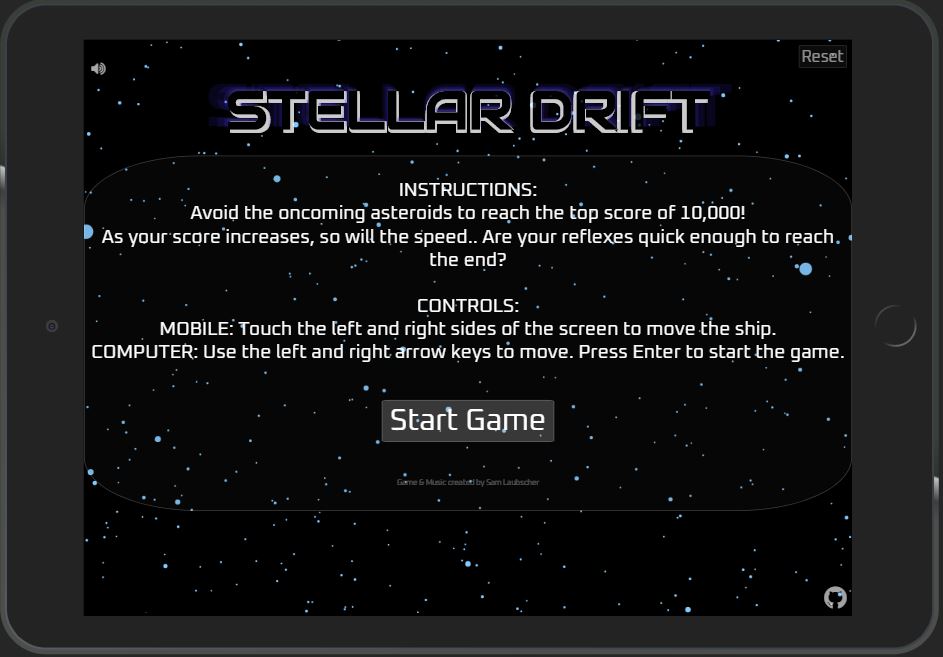 Reset
STELLAR DRIFT
INSTRUCTIONS:
Avoid the oncoming asteroids to reach the top score of 10,000!
As your score increases, so will the speed.. Are your reflexes quick enough to reach
the end?
CONTROLS:
MOBILE: Touch the left and right sides of the screen to move the ship.
COMPUTER: Use the left and right arrow keys to move. Press Enter to start the game.
Start Game
Game & Music created by Sam Laubscher